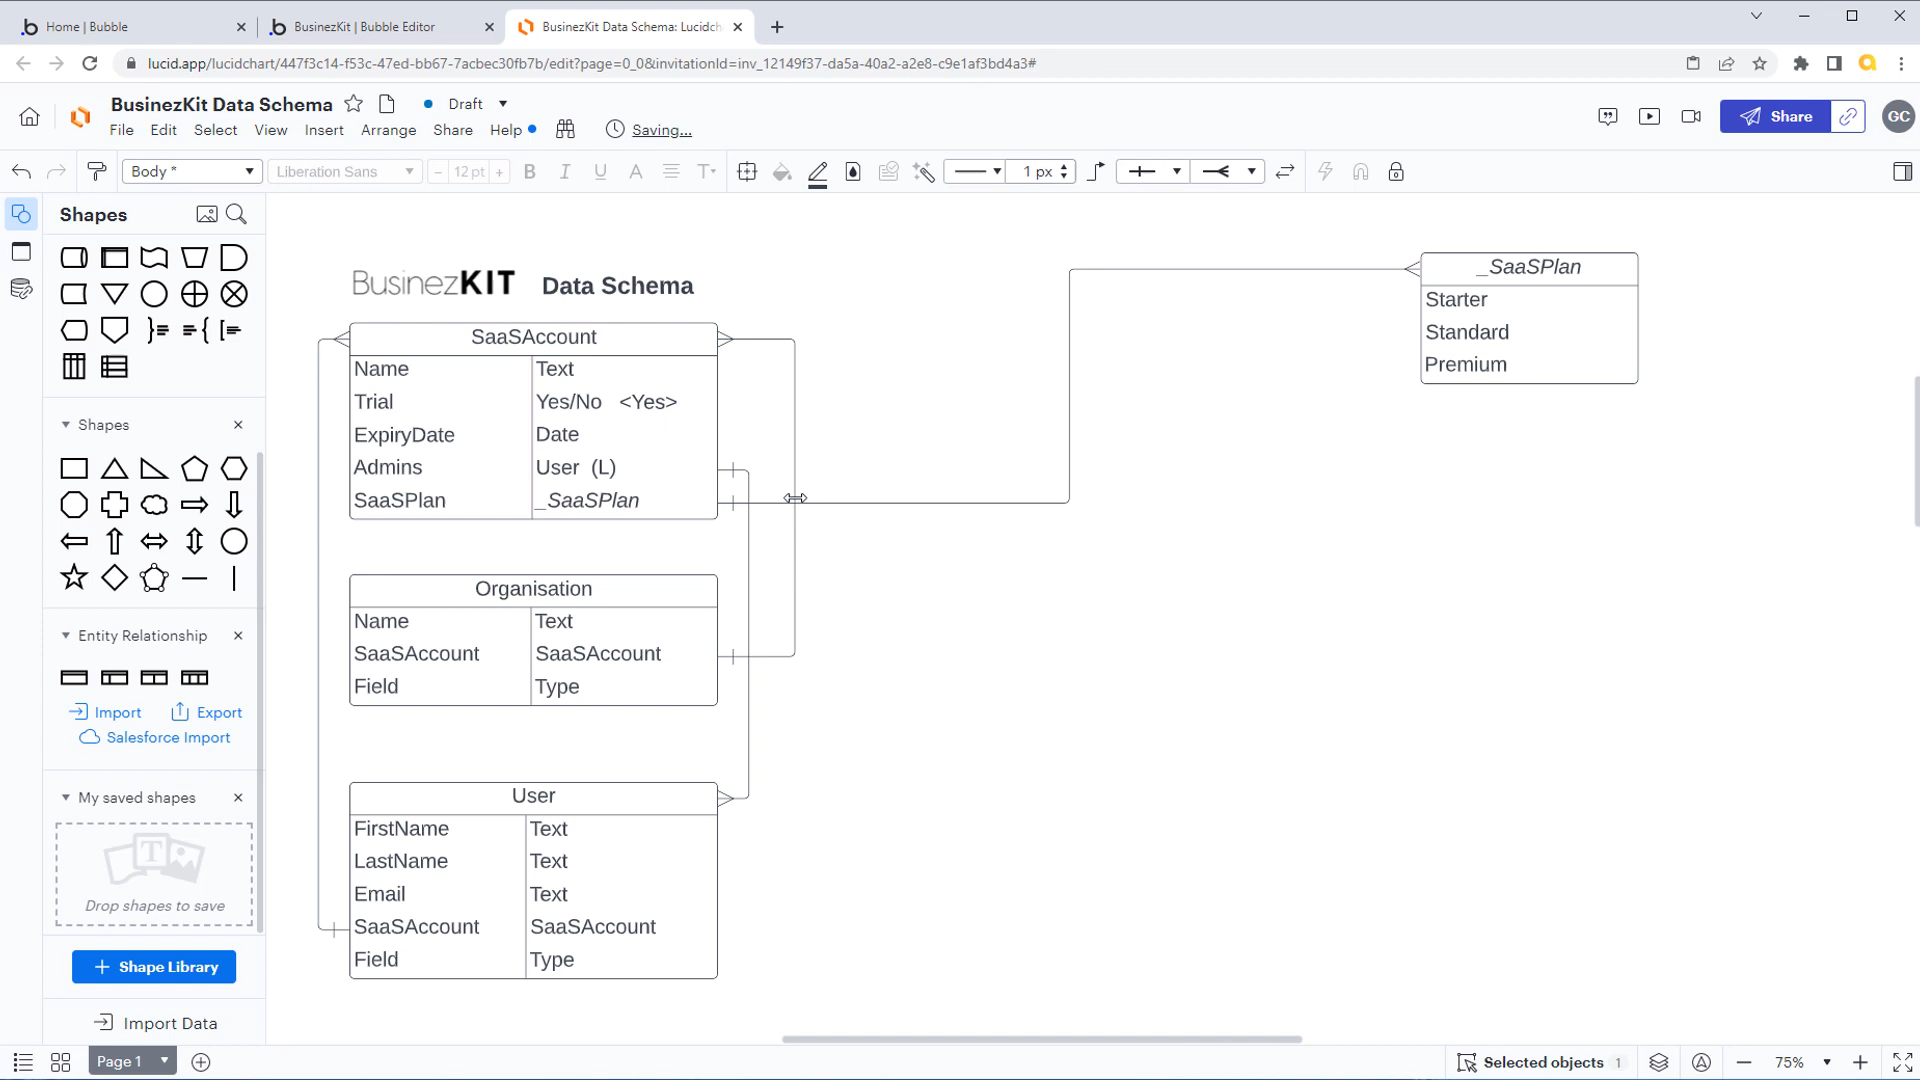 Home | Bubble
BusinezKit | Bubble Editor
BusinezKit Data Schema: Lucidch
lucid.app/lucidchart/447f3c14-f53c-47ed-bb67-7acbec30fb7b/edit?page=0_0&invitationId=inv_12149f37-da5a-40a2-a2e8-c9e1af3bd4a3#
BusinezKit Data Schema
Draft
File Edit Select View Insert Arrange Share Help
Saving...
Share
GC
Body *
Liberation Sans
12 pt
B I U A T
1 px
Shapes
Shapes
Entity Relationship
Import
Export
Salesforce Import
My saved shapes
T
Drop shapes to save
+ Shape Library
Import Data
BusinezKIT Data Schema
SaaSAccount
Name Text
Trial Yes/No <Yes>
ExpiryDate Date
Admins User (L)
SaaSPlan _SaaSPlan
Organisation
Name Text
SaaSAccount SaaSAccount
Field Type
User
FirstName Text
LastName Text
Email Text
SaaSAccount SaaSAccount
Field Type
_SaaSPlan
Starter
Standard
Premium
Page 1
Selected objects 1
75%